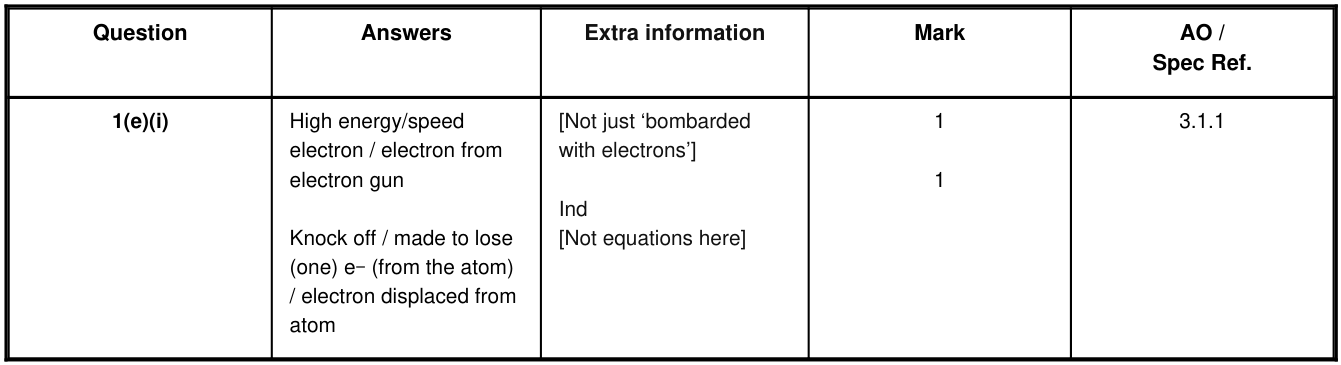 Question
Answers
Extra information
Mark
AO /
Spec Ref.
1(e)(i)
High energy/speed
electron / electron from
electron gun
Knock off / made to lose
(one) e– (from the atom)
/ electron displaced from
atom
[Not just ‘bombarded
with electrons’]
Ind
[Not equations here]
1
1
3.1.1